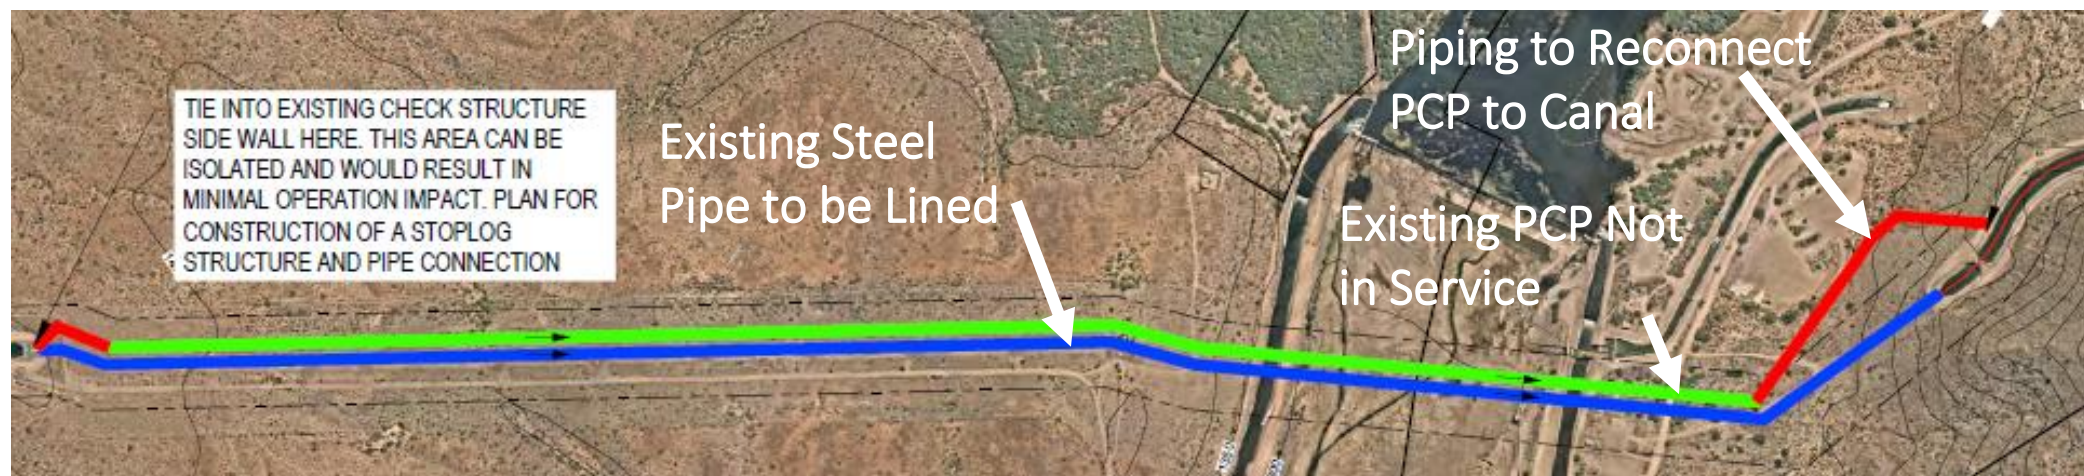 TIE INTO EXISTING CHECK STRUCTURE
SIDE WALL HERE. THIS AREA CAN BE
ISOLATED AND WOULD RESULT IN
MINIMAL OPERATION IMPACT. PLAN FOR
CONSTRUCTION OF A STOPLOG
STRUCTURE AND PIPE CONNECTION
Existing Steel
Pipe to be Lined
Piping to Reconnect
PCP to Canal
Existing PCP Not
in Service